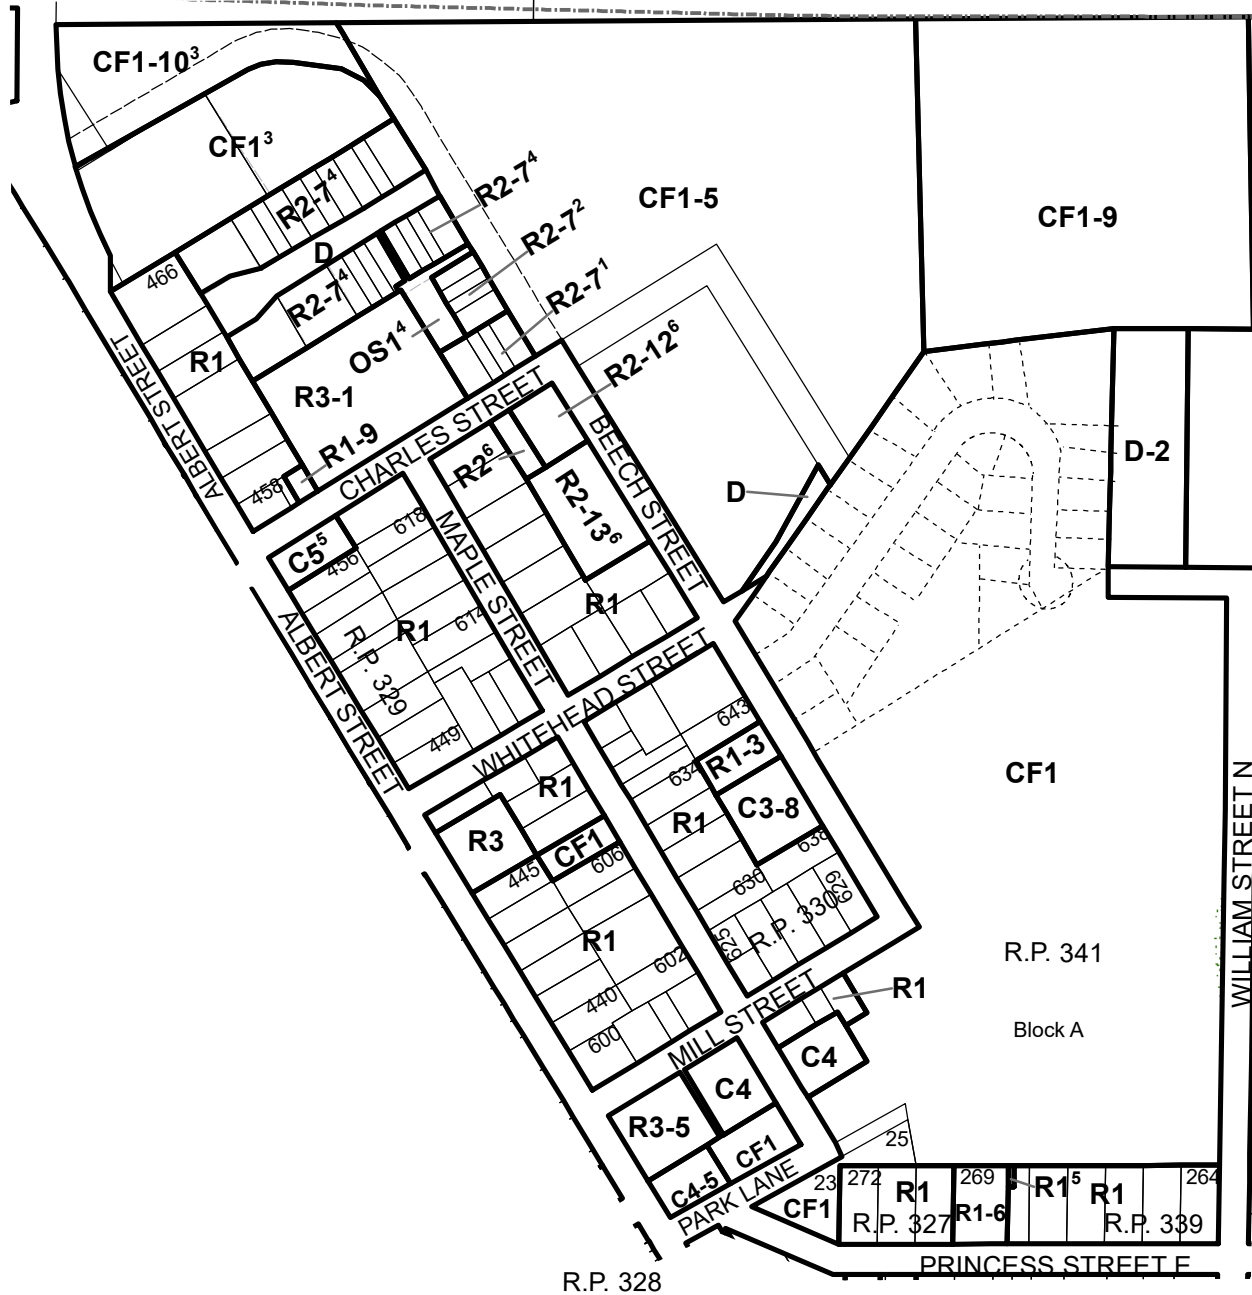 CF1-10³
CF1³
R2-7⁴
R2-7⁴
CF1-5
CF1-9
R2-7²
D
R2-7¹
466
R2-7⁴
OS1⁴
R2-12⁶
ALBERT STREET
R1
R3-1
CHARLES STREET
R1-9
BEECH STREET
R2⁶
D-2
458
D
R2-13⁶
618
MAPLE STREET
C5⁵
456
R1
614
R1
ALBERT STREET
R.P. 329
WHITEHEAD STREET
449
643
R1-3
634
CF1
R1
C3-8
R1
WILLIAM STREET N
R3
CF1
638
445
606
630
629
R.P. 330
R1
625
R.P. 341
602
R1
440
MILL STREET
Block A
600
C4
C4
R3-5
25
CF1
C4-5
PARK LANE
23
272
269
264
R1
R1⁵
R1
CF1
R1-6
R.P. 327
R.P. 339
PRINCESS STREET E
R.P. 328